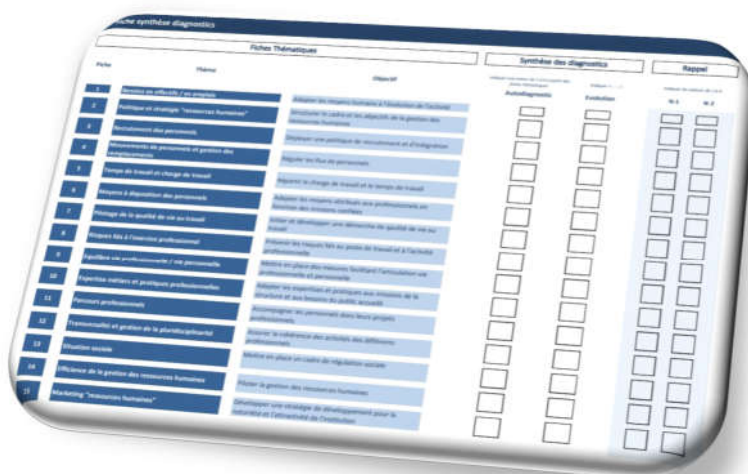 fiche synthèse diagnostics
Fiches Thématiques
Synthèse des diagnostics
Rappel
Fiche
Thème
Objectif
Autodiagnostic
Evolution
N-1
N-2
1
Besoins en effectifs / en emplois
Adapter les moyens humains à l'évolution de l'activité
2
Politique et stratégie "ressources humaines"
Structurer le cadre et les objectifs de la gestion des
ressources humaines
3
Recrutement des personnels
Déployer une politique de recrutement et d'intégration
4
Mouvements de personnels et gestion des
remplacements
Réguler les flux de personnels
5
Temps de travail et charge de travail
Répartir la charge de travail et le temps de travail
6
Moyens à disposition des personnels
Adapter les moyens attribués aux professionnels en
fonction des missions confiées
7
Pilotage de la qualité de vie au travail
Initier et développer une démarche de qualité de vie au
travail
8
Risques liés à l'exercice professionnel
Prévenir les risques liés au poste de travail et à l'activité
professionnelle
9
Equilibre vie professionnelle / vie personnelle
Mettre en place des mesures facilitant l'articulation vie
professionnelle et personnelle
10
Expertise métiers et pratiques professionnelles
Adapter les expertises et pratiques aux missions de la
structure et aux besoins du public accueilli
11
Parcours professionnels
Accompagner les personnels dans leurs projets
professionnels
12
Transversalité et gestion de la pluridisciplinarité
Assurer la cohérence des activités des différents
professionnels
13
Situation sociale
Mettre en place un cadre de régulation sociale
14
Efficience de la gestion des ressources humaines
Piloter la gestion des ressources humaines
15
Marketing "ressources humaines"
Développer une stratégie de développement pour la
notoriété et l'attractivité de l'institution